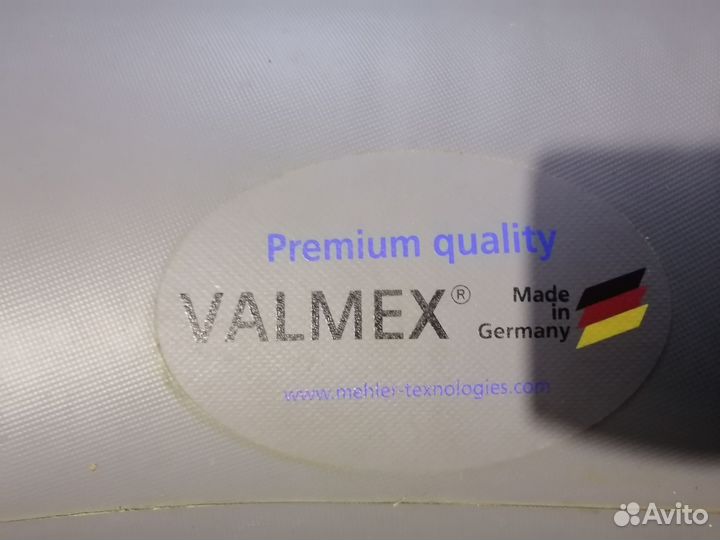 Premium quality
VALMEX®
Made
in
Germany
www.mehler-texnologies.com
Avito